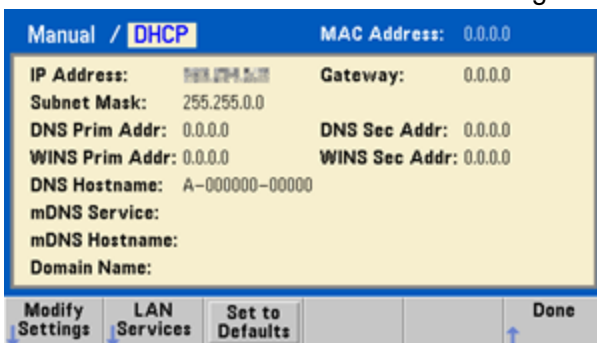 Manual / DHCP MAC Address: 0.0.0.0
IP Address: Gateway: 0.0.0.0
Subnet Mask: 255.255.0.0
DNS Prim Addr: 0.0.0.0 DNS Sec Addr: 0.0.0.0
WINS Prim Addr: 0.0.0.0 WINS Sec Addr: 0.0.0.0
DNS Hostname: A-000000-00000
mDNS Service:
mDNS Hostname:
Domain Name:
Modify Settings LAN Services Set to Defaults Done